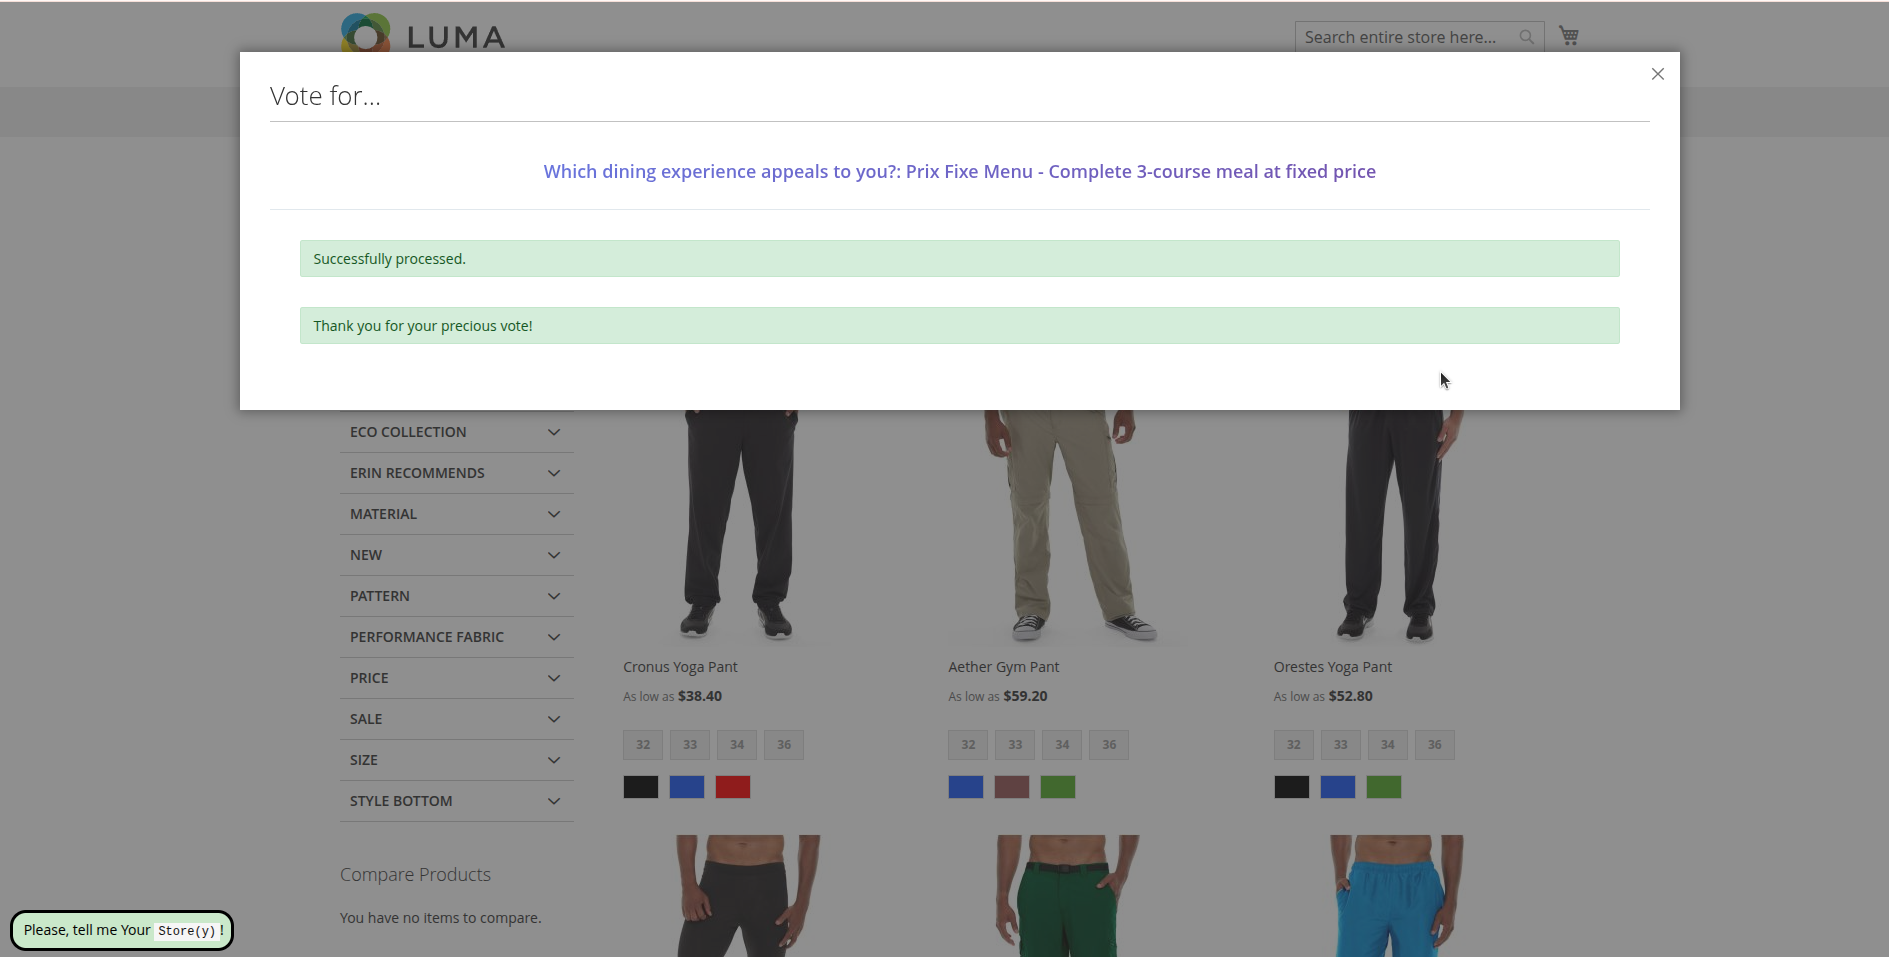 LUMA
Search entire store here...
Vote for...
Which dining experience appeals to you?: Prix Fixe Menu - Complete 3-course meal at fixed price
Successfully processed.
Thank you for your precious vote!
ECO COLLECTION
ERIN RECOMMENDS
MATERIAL
NEW
PATTERN
PERFORMANCE FABRIC
PRICE
SALE
SIZE
STYLE BOTTOM
Cronus Yoga Pant
As low as $38.40
32 33 34 36
Aether Gym Pant
As low as $59.20
32 33 34 36
Orestes Yoga Pant
As low as $52.80
32 33 34 36
Compare Products
You have no items to compare.
Please, tell me Your Store(y)!